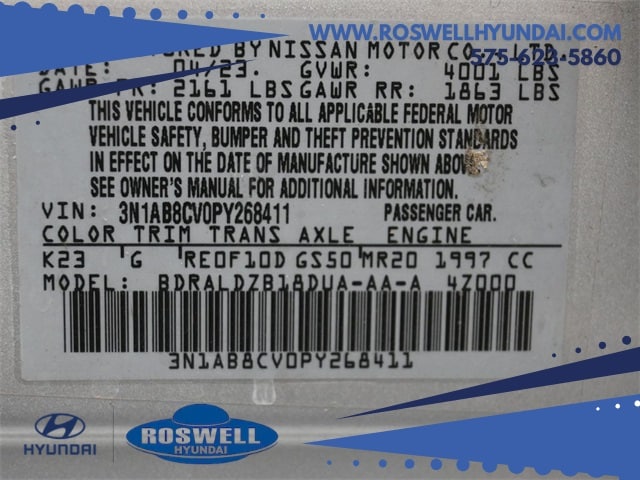 WWW.ROSWELLHYUNDAI.COM
575-623-5860
BY NISSAN MOTOR CO., LTD.
DATE: 04/23. GVWR: 4001 LBS
GAWR FR: 2161 LBS GAWR RR: 1863 LBS
THIS VEHICLE CONFORMS TO ALL APPLICABLE FEDERAL MOTOR
VEHICLE SAFETY, BUMPER AND THEFT PREVENTION STANDARDS
IN EFFECT ON THE DATE OF MANUFACTURE SHOWN ABOVE
SEE OWNER'S MANUAL FOR ADDITIONAL INFORMATION
VIN: 3N1AB8CV0PY268411 PASSENGER CAR.
COLOR TRIM TRANS AXLE ENGINE
K23 G RE0F10D GS50 MR20 1997 CC
MODEL: BDRALDZB18DUA-AA-A 4Z000
3N1AB8CV0PY268411
HYUNDAI
ROSWELL
HYUNDAI